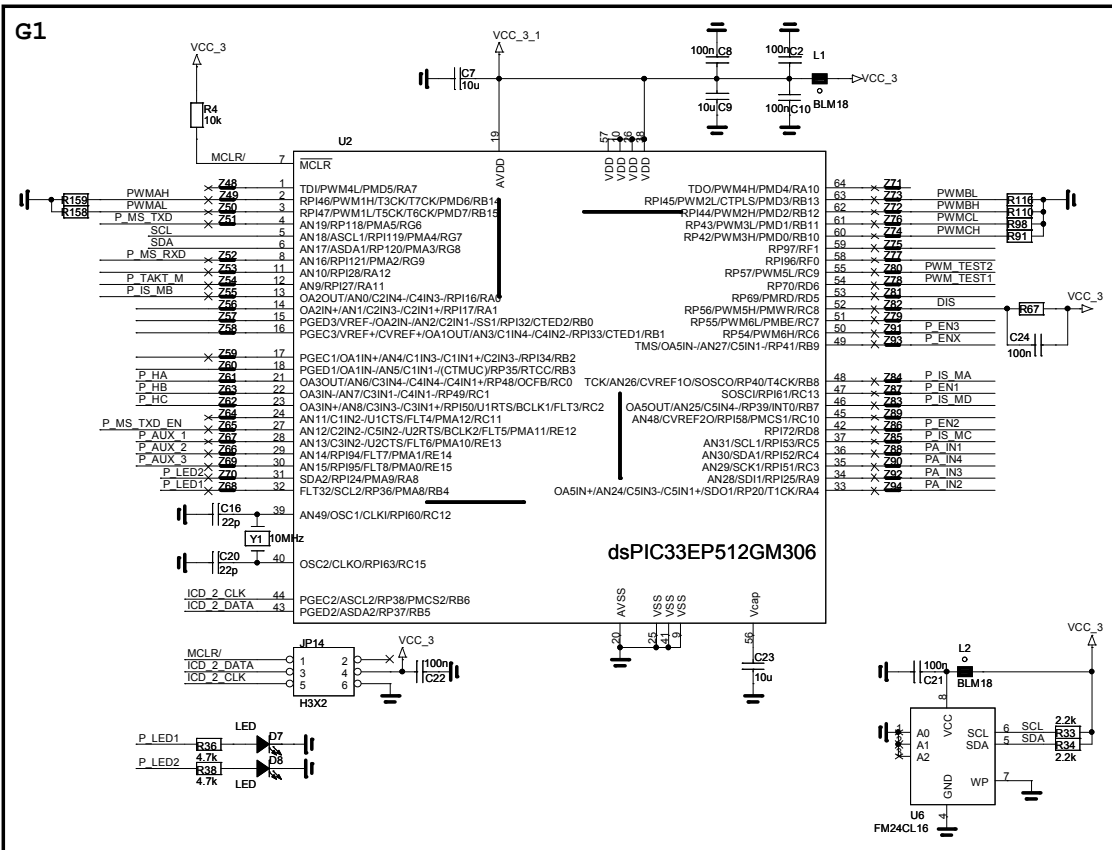 G1
VCC_3
VCC_3_1
R4
10k
C7
10u
100n C8
100n C2
L1
VCC_3
10u C9
100n C10
BLM18
U2
19
57
10
26
38
AVDD
VDD
VDD
VDD
VDD
MCLR/ 7 MCLR
Z48 1 TDI/PWM4L/PMD5/RA7
R159 PWMAH Z49 2 RPI46/PWM1H/T3CK/T7CK/PMD6/RB14
R158 PWMAL Z50 3 RPI47/PWM1L/T5CK/T6CK/PMD7/RB15
P_MS_TXD Z51 4 AN19/RP118/PMA5/RG6
SCL 5 AN18/ASCL1/RPI119/PMA4/RG7
SDA 6 AN17/ASDA1/RP120/PMA3/RG8
P_MS_RXD Z52 8 AN16/RPI121/PMA2/RG9
Z53 11 AN10/RPI28/RA12
P_TAKT_M Z54 12 AN9/RPI27/RA11
P_IS_MB Z55 13 OA2OUT/AN0/C2IN4-/C4IN3-/RPI16/RA0
Z56 14 OA2IN+/AN1/C2IN3-/C2IN1+/RPI17/RA1
Z57 15 PGED3/VREF-/OA2IN-/AN2/C2IN1-/SS1/RPI32/CTED2/RB0
Z58 16 PGEC3/VREF+/CVREF+/OA1OUT/AN3/C1IN4-/C4IN2-/RPI33/CTED1/RB1
Z59 17 PGEC1/OA1IN+/AN4/C1IN3-/C1IN1+/C2IN3-/RPI34/RB2
Z60 18 PGED1/OA1IN-/AN5/C1IN1-/(CTMUC)/RP35/RTCC/RB3
P_HA Z61 21 OA3OUT/AN6/C3IN4-/C4IN4-/C4IN1+/RP48/OCFB/RC0
P_HB Z63 22 OA3IN-/AN7/C3IN1-/C4IN1-/RP49/RC1
P_HC Z62 23 OA3IN+/AN8/C3IN3-/C3IN1+/RPI50/U1RTS/BCLK1/FLT3/RC2
Z64 24 AN11/C1IN2-/U1CTS/FLT4/PMA12/RC11
P_MS_TXD_EN Z65 27 AN12/C2IN2-/C5IN2-/U2RTS/BCLK2/FLT5/PMA11/RE12
P_AUX_1 Z67 28 AN13/C3IN2-/U2CTS/FLT6/PMA10/RE13
P_AUX_2 Z66 29 AN14/RPI94/FLT7/PMA1/RE14
P_AUX_3 Z69 30 AN15/RPI95/FLT8/PMA0/RE15
P_LED2 Z70 31 SDA2/RPI24/PMA9/RA8
P_LED1 Z68 32 FLT32/SCL2/RP36/PMA8/RB4
C16
22p
39 AN49/OSC1/CLKI/RPI60/RC12
Y1 10MHz
C20
22p
40 OSC2/CLKO/RPI63/RC15
ICD_2_CLK 44 PGEC2/ASCL2/RP38/PMCS2/RB6
ICD_2_DATA 43 PGED2/ASDA2/RP37/RB5
TDO/PWM4H/PMD4/RA10 64 Z71
RPI45/PWM2L/CTPLS/PMD3/RB13 63 Z73 PWMBL R116
RPI44/PWM2H/PMD2/RB12 62 Z72 PWMBH R110
RP43/PWM3L/PMD1/RB11 61 Z76 PWMCL R98
RP42/PWM3H/PMD0/RB10 60 Z74 PWMCH R91
RP97/RF1 59 Z75
RPI96/RF0 58 Z77
RP57/PWM5L/RC9 55 Z80 PWM_TEST2
RP70/RD6 54 Z78 PWM_TEST1
RP69/PMRD/RD5 53 Z81
RP56/PWM5H/PMWR/RC8 52 Z82 DIS R67 VCC_3
RP55/PWM6L/PMBE/RC7 51 Z79
RP54/PWM6H/RC6 50 Z91 P_EN3
TMS/OA5IN-/AN27/C5IN1-/RP41/RB9 49 Z93 P_ENX
C24
100n
TCK/AN26/CVREF1O/SOSCO/RP40/T4CK/RB8 48 Z84 P_IS_MA
SOSCI/RPI61/RC13 47 Z87 P_EN1
OA5OUT/AN25/C5IN4-/RP39/INT0/RB7 46 Z83 P_IS_MD
AN48/CVREF2O/RPI58/PMCS1/RC10 45 Z89
RPI72/RD8 42 Z86 P_EN2
AN31/SCL1/RPI53/RC5 37 Z85 P_IS_MC
AN30/SDA1/RPI52/RC4 36 Z88 PA_IN1
AN29/SCK1/RPI51/RC3 35 Z90 PA_IN4
AN28/SDI1/RPI25/RA9 34 Z92 PA_IN3
OA5IN+/AN24/C5IN3-/C5IN1+/SDO1/RP20/T1CK/RA4 33 Z94 PA_IN2
dsPIC33EP512GM306
AVSS
VSS
VSS
VSS
Vcap
20
25
41
9
56
C23
10u
JP14
VCC_3
MCLR/ 1 2
ICD_2_DATA 3 4
ICD_2_CLK 5 6
100n
C22
H3X2
P_LED1 R36 LED D7
4.7k
P_LED2 R38 D8
4.7k LED
VCC_3
100n
C21
L2
BLM18
8
VCC
1 A0
A1
A2
SCL 6 SCL 2.2k R33
SDA 5 SDA R34
2.2k
WP 7
GND
4
U6
FM24CL16